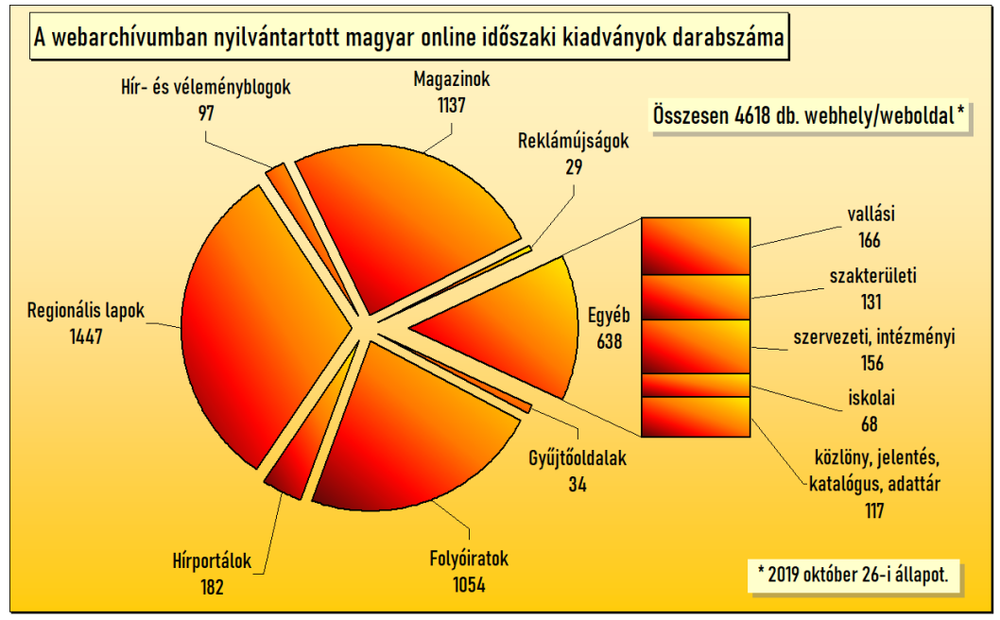 A webarchívumban nyilvántartott magyar online időszaki kiadványok darabszáma
Hír- és véleményblogok
97
Magazinok
1137
Összesen 4618 db. webhely/weboldal *
Reklámújságok
29
vallási
166
szakterületi
131
Regionális lapok
1447
Egyéb
638
szervezeti, intézményi
156
iskolai
68
Gyűjtőoldalak
34
közlöny, jelentés,
katalógus, adattár
117
Hírportálok
182
Folyóiratok
1054
* 2019 október 26-i állapot.